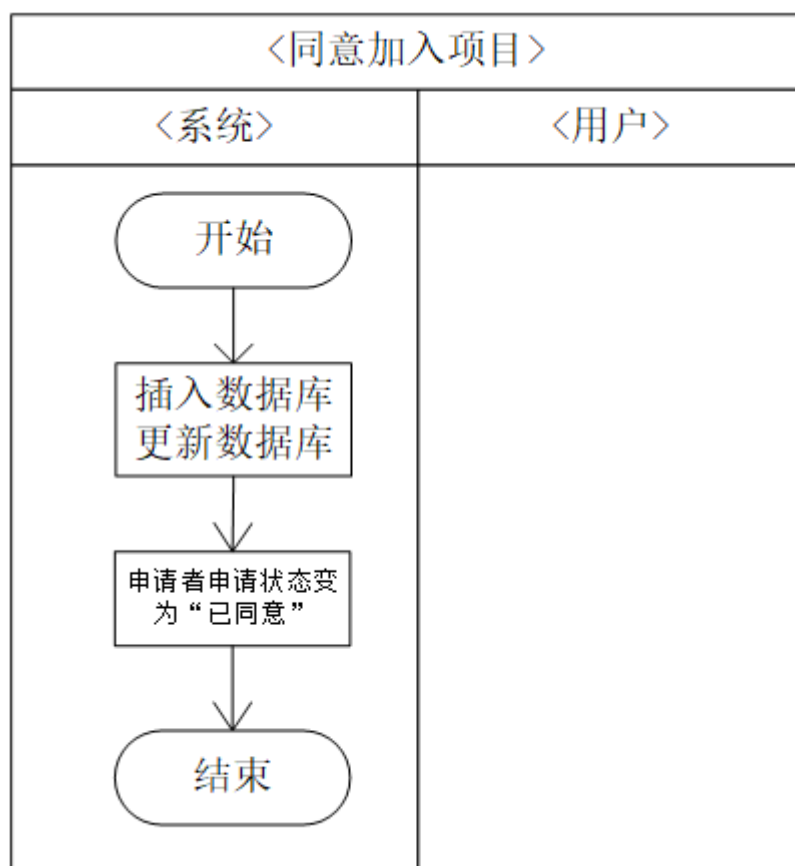 <同意加入项目>
<系统>
<用户>
开始
插入数据库
更新数据库
申请者申请状态变
为“已同意”
结束